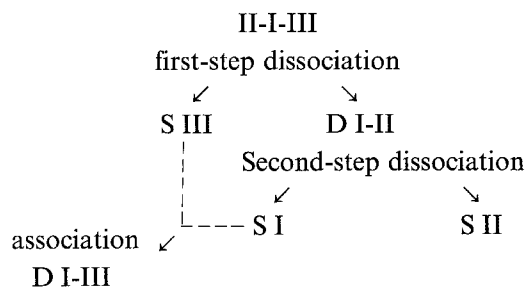 II-I-III
first-step dissociation
↙ ↘
S III D I-II
Second-step dissociation
↙ ↘
S I S II
association ↙
D I-III